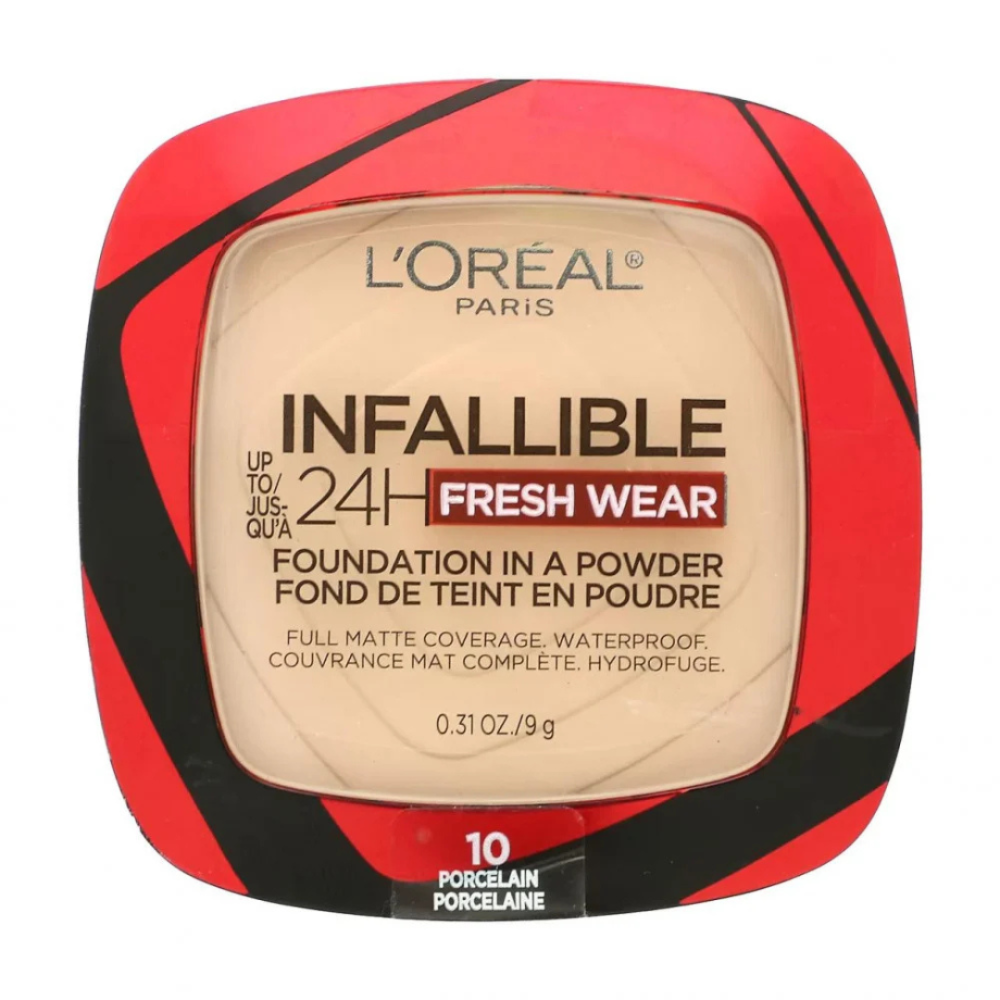 L'ORÉAL®
PARiS
INFALLIBLE
UP
TO/
JUS-
QU'À
24H FRESH WEAR
FOUNDATION IN A POWDER
FOND DE TEINT EN POUDRE
FULL MATTE COVERAGE. WATERPROOF.
COUVRANCE MAT COMPLÈTE. HYDROFUGE.
0.31 OZ./9 g
10
PORCELAIN
PORCELAINE